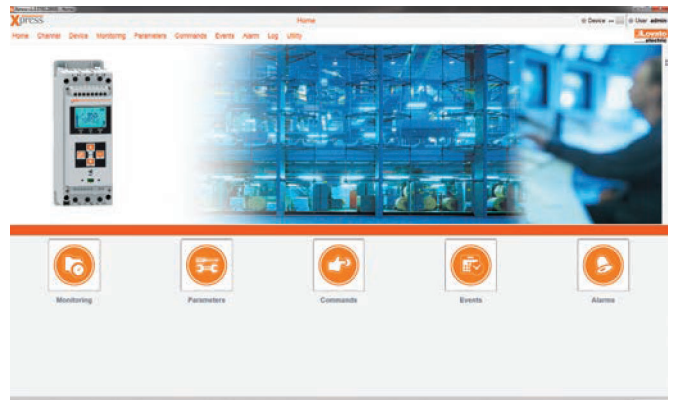 Xpress
Home
Device --
User admin
Home Channel Device Monitoring Parameters Commands Events Alarm Log Utility
Lovato
electric
Monitoring
Parameters
Commands
Events
Alarms